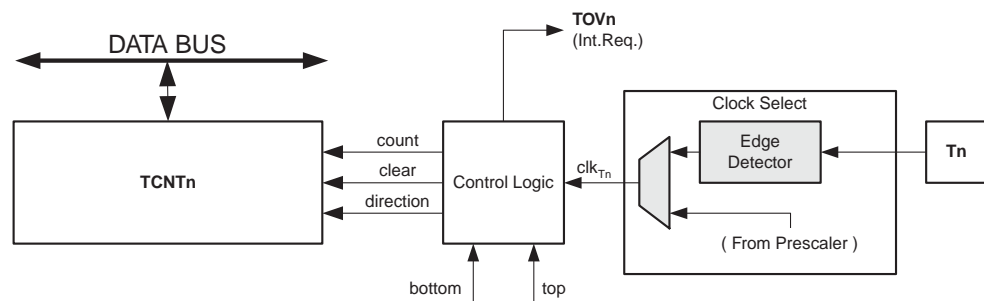 TOVn
(Int.Req.)
DATA BUS
Clock Select
count
Edge
Detector
Tn
TCNTn
clear
Control Logic
clkTn
direction
( From Prescaler )
bottom
top